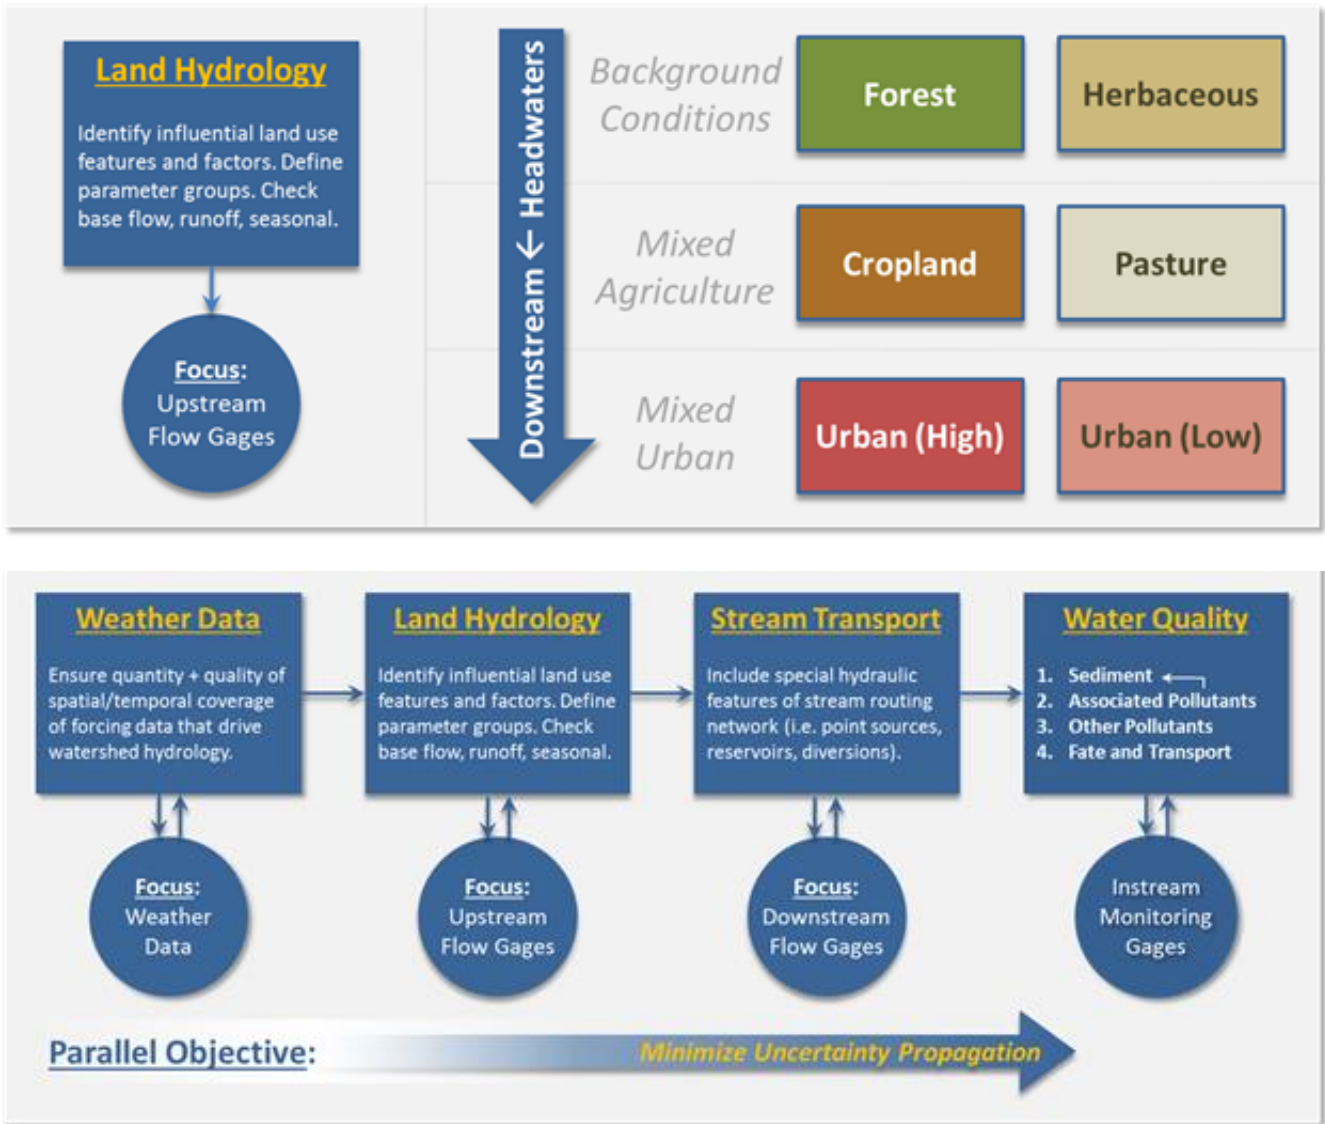 Land Hydrology
Identify influential land use
features and factors. Define
parameter groups. Check
base flow, runoff, seasonal.
Focus:
Upstream
Flow Gages
Downstream ← Headwaters
Background
Conditions
Forest
Herbaceous
Mixed
Agriculture
Cropland
Pasture
Mixed
Urban
Urban (High)
Urban (Low)
Weather Data
Ensure quantity + quality of
spatial/temporal coverage
of forcing data that drive
watershed hydrology.
Focus:
Weather
Data
Land Hydrology
Identify influential land use
features and factors. Define
parameter groups. Check
base flow, runoff, seasonal.
Focus:
Upstream
Flow Gages
Stream Transport
Include special hydraulic
features of stream routing
network (i.e. point sources,
reservoirs, diversions).
Focus:
Downstream
Flow Gages
Water Quality
1. Sediment
2. Associated Pollutants
3. Other Pollutants
4. Fate and Transport
Instream
Monitoring
Gages
Parallel Objective:
Minimize Uncertainty Propagation